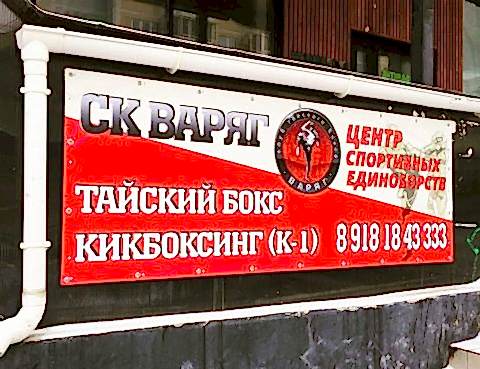 СК ВАРЯГ
ВАРЯГ
ЦЕНТР
СПОРТИВНЫХ
ЕДИНОБОРСТВ
ТАЙСКИЙ БОКС
КИКБОКСИНГ (К-1)
8 918 18 43 333